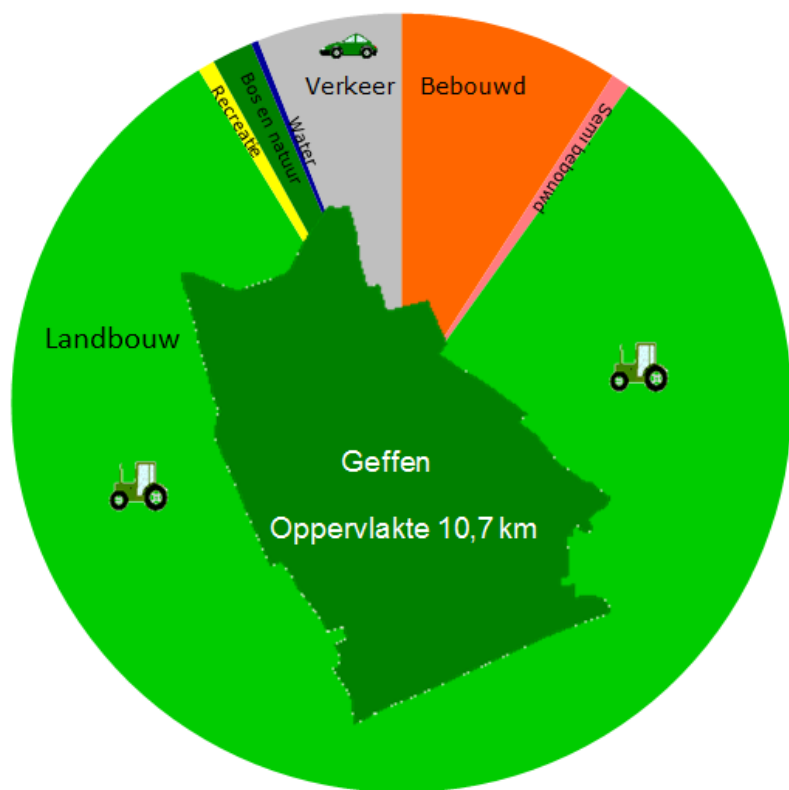 Verkeer
Bebouwd
Semi bebouwd
Water
Bos en natuur
Recreatie
Landbouw
Geffen
Oppervlakte 10,7 km